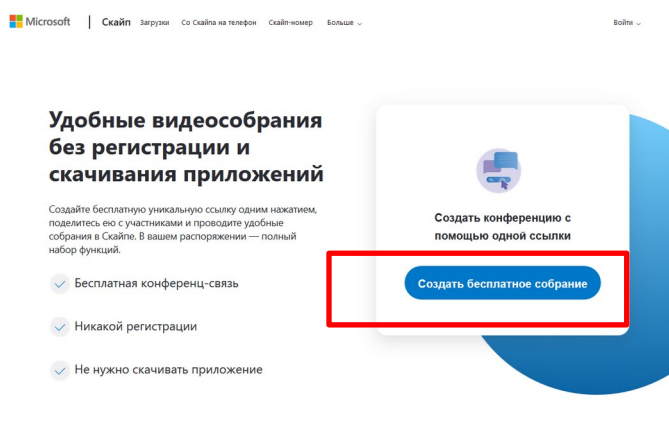 Microsoft | Скайп Загрузки Со Скайпа на телефон Скайп-номер Больше Войти
Удобные видеособрания
без регистрации и
скачивания приложений
Создайте бесплатную уникальную ссылку одним нажатием,
поделитесь ею с участниками и проводите удобные
собрания в Скайпе. В вашем распоряжении — полный
набор функций.
Бесплатная конференц-связь
Никакой регистрации
Не нужно скачивать приложение
Создать конференцию с
помощью одной ссылки
Создать бесплатное собрание